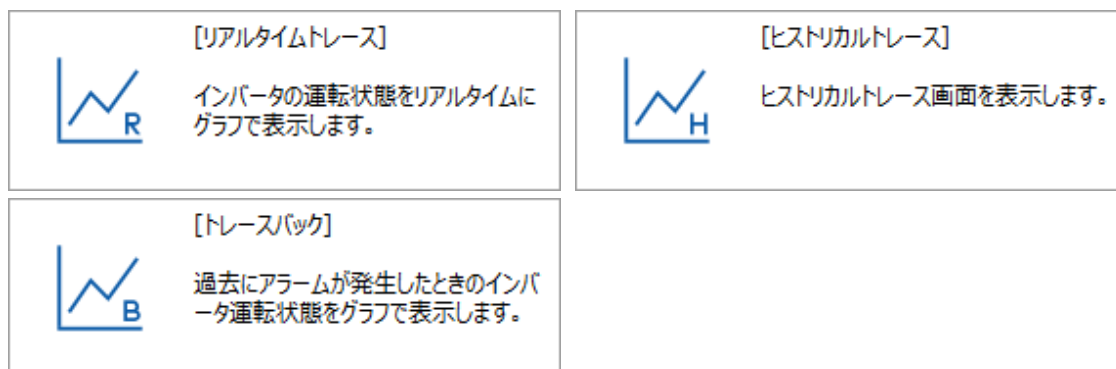 [リアルタイムトレース]
インバータの運転状態をリアルタイムに
グラフで表示します。
R
[ヒストリカルトレース]
ヒストリカルトレース画面を表示します。
H
[トレースバック]
過去にアラームが発生したときのインバ
ータ運転状態をグラフで表示します。
B